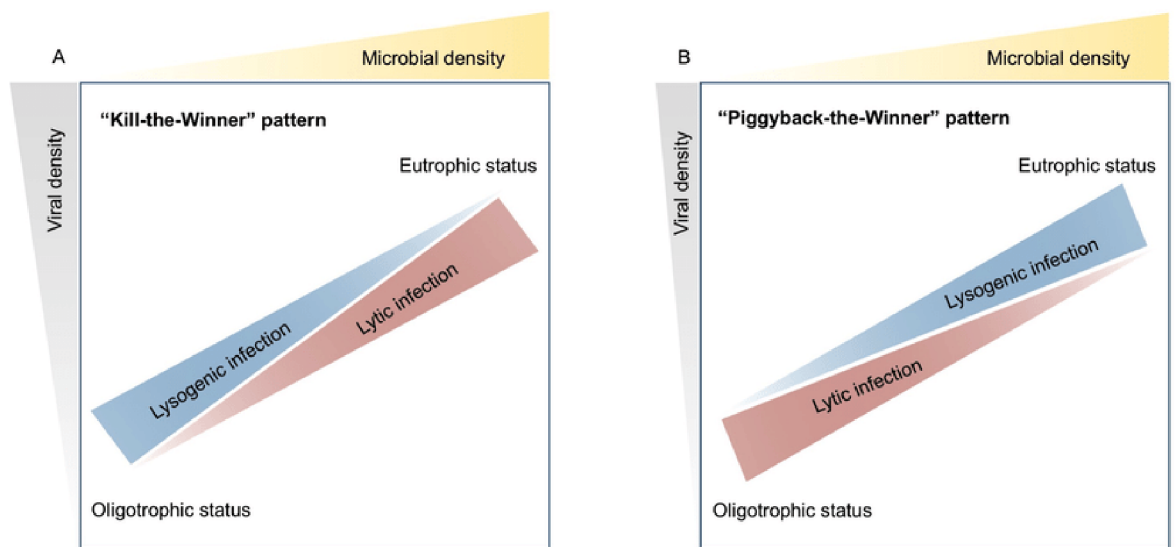 A
Microbial density
Viral density
“Kill-the-Winner” pattern
Eutrophic status
Lysogenic infection
Lytic infection
Oligotrophic status
B
Microbial density
Viral density
“Piggyback-the-Winner” pattern
Eutrophic status
Lysogenic infection
Lytic infection
Oligotrophic status